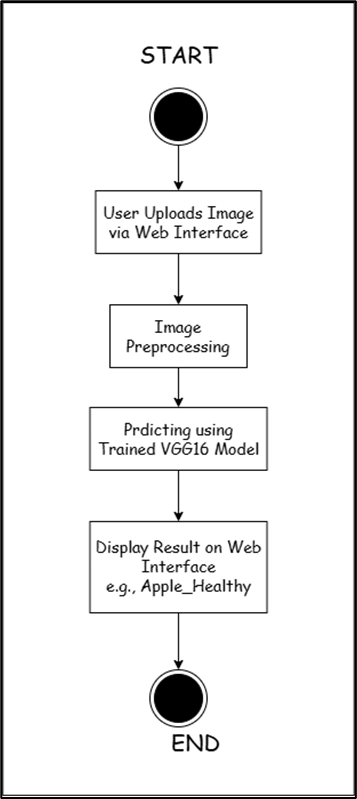 START
User Uploads Image
via Web Interface
Image
Preprocessing
Prdicting using
Trained VGG16 Model
Display Result on Web
Interface
e.g., Apple_Healthy
END